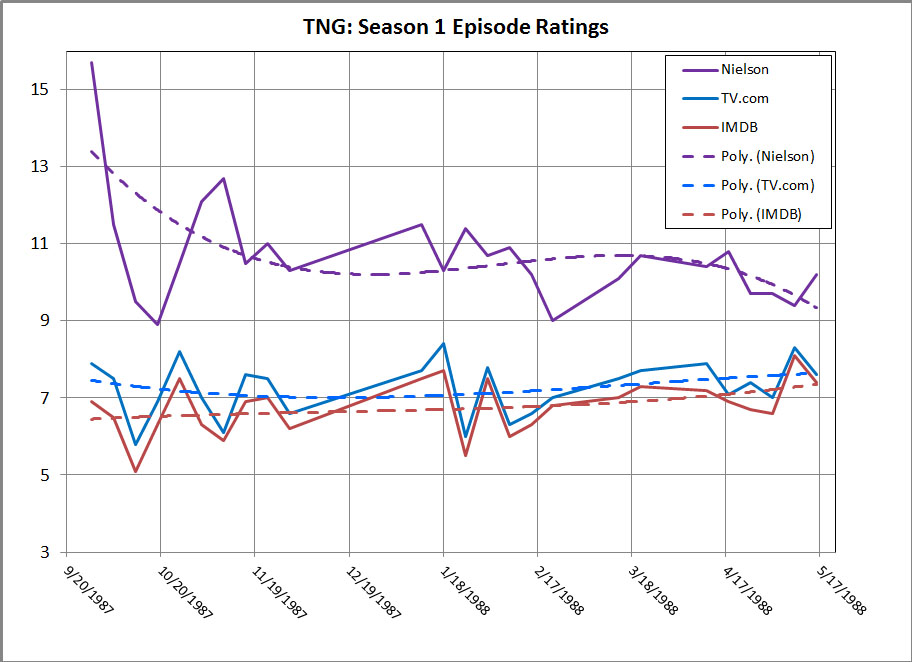 TNG: Season 1 Episode Ratings
Nielson
TV.com
IMDB
Poly. (Nielson)
Poly. (TV.com)
Poly. (IMDB)
15
13
11
9
7
5
3
9/20/1987
10/20/1987
11/19/1987
12/19/1987
1/18/1988
2/17/1988
3/18/1988
4/17/1988
5/17/1988